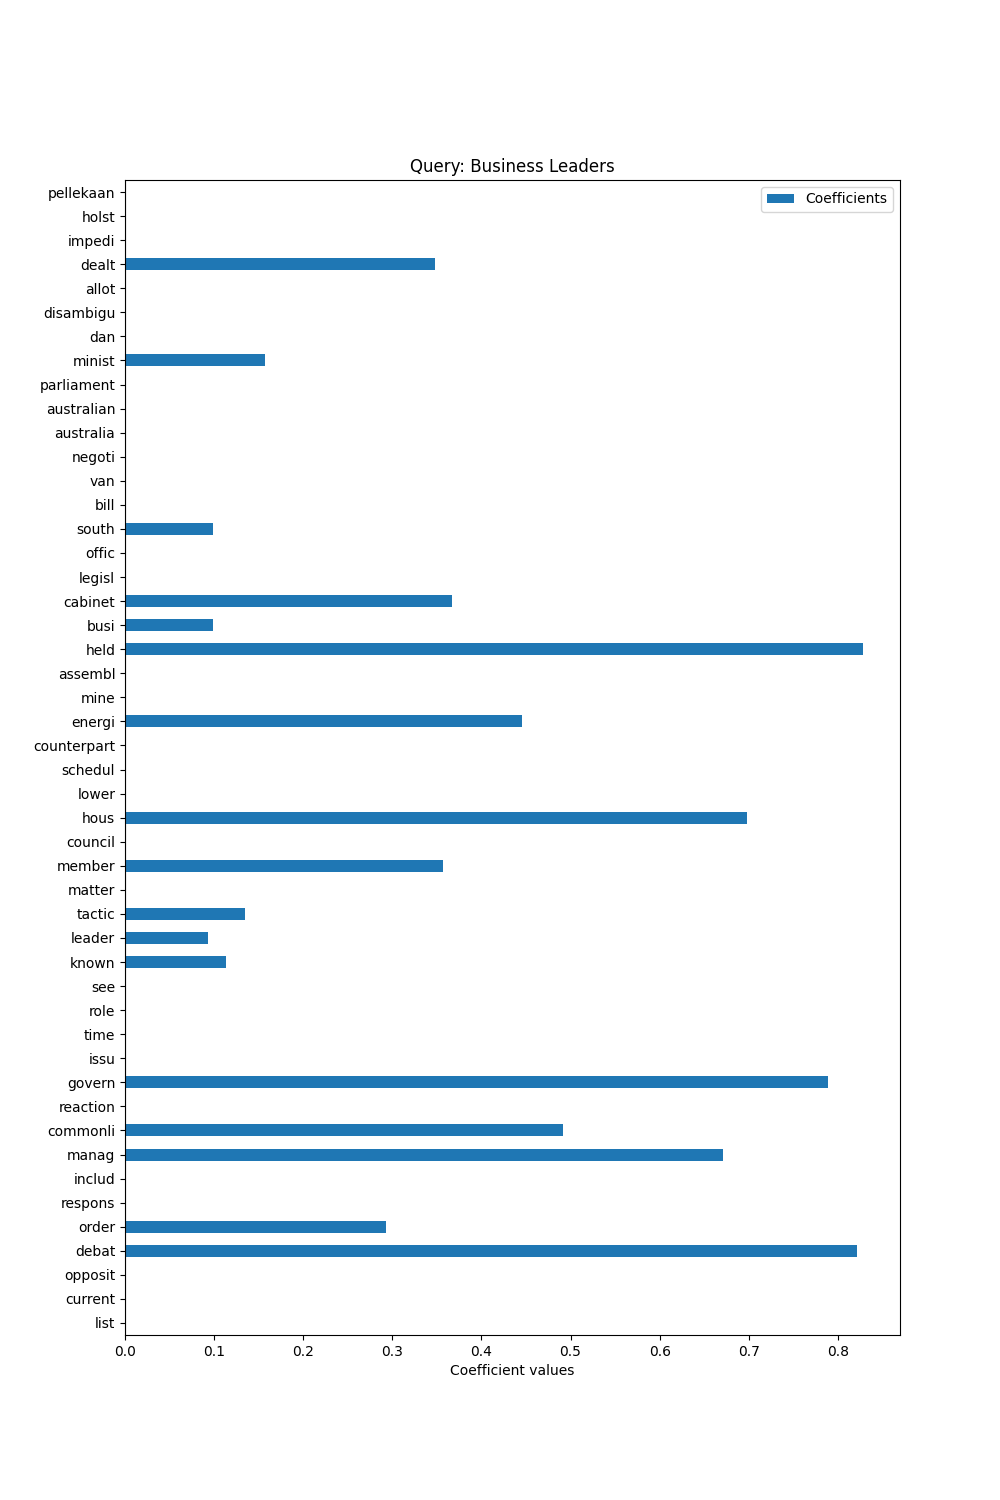 Query: Business Leaders
Coefficients
pellekaan
holst
impedi
dealt
allot
disambigu
dan
minist
parliament
australian
australia
negoti
van
bill
south
offic
legisl
cabinet
busi
held
assembl
mine
energi
counterpart
schedul
lower
hous
council
member
matter
tactic
leader
known
see
role
time
issu
govern
reaction
commonli
manag
includ
respons
order
debat
opposit
current
list
0.0 0.1 0.2 0.3 0.4 0.5 0.6 0.7 0.8
Coefficient values